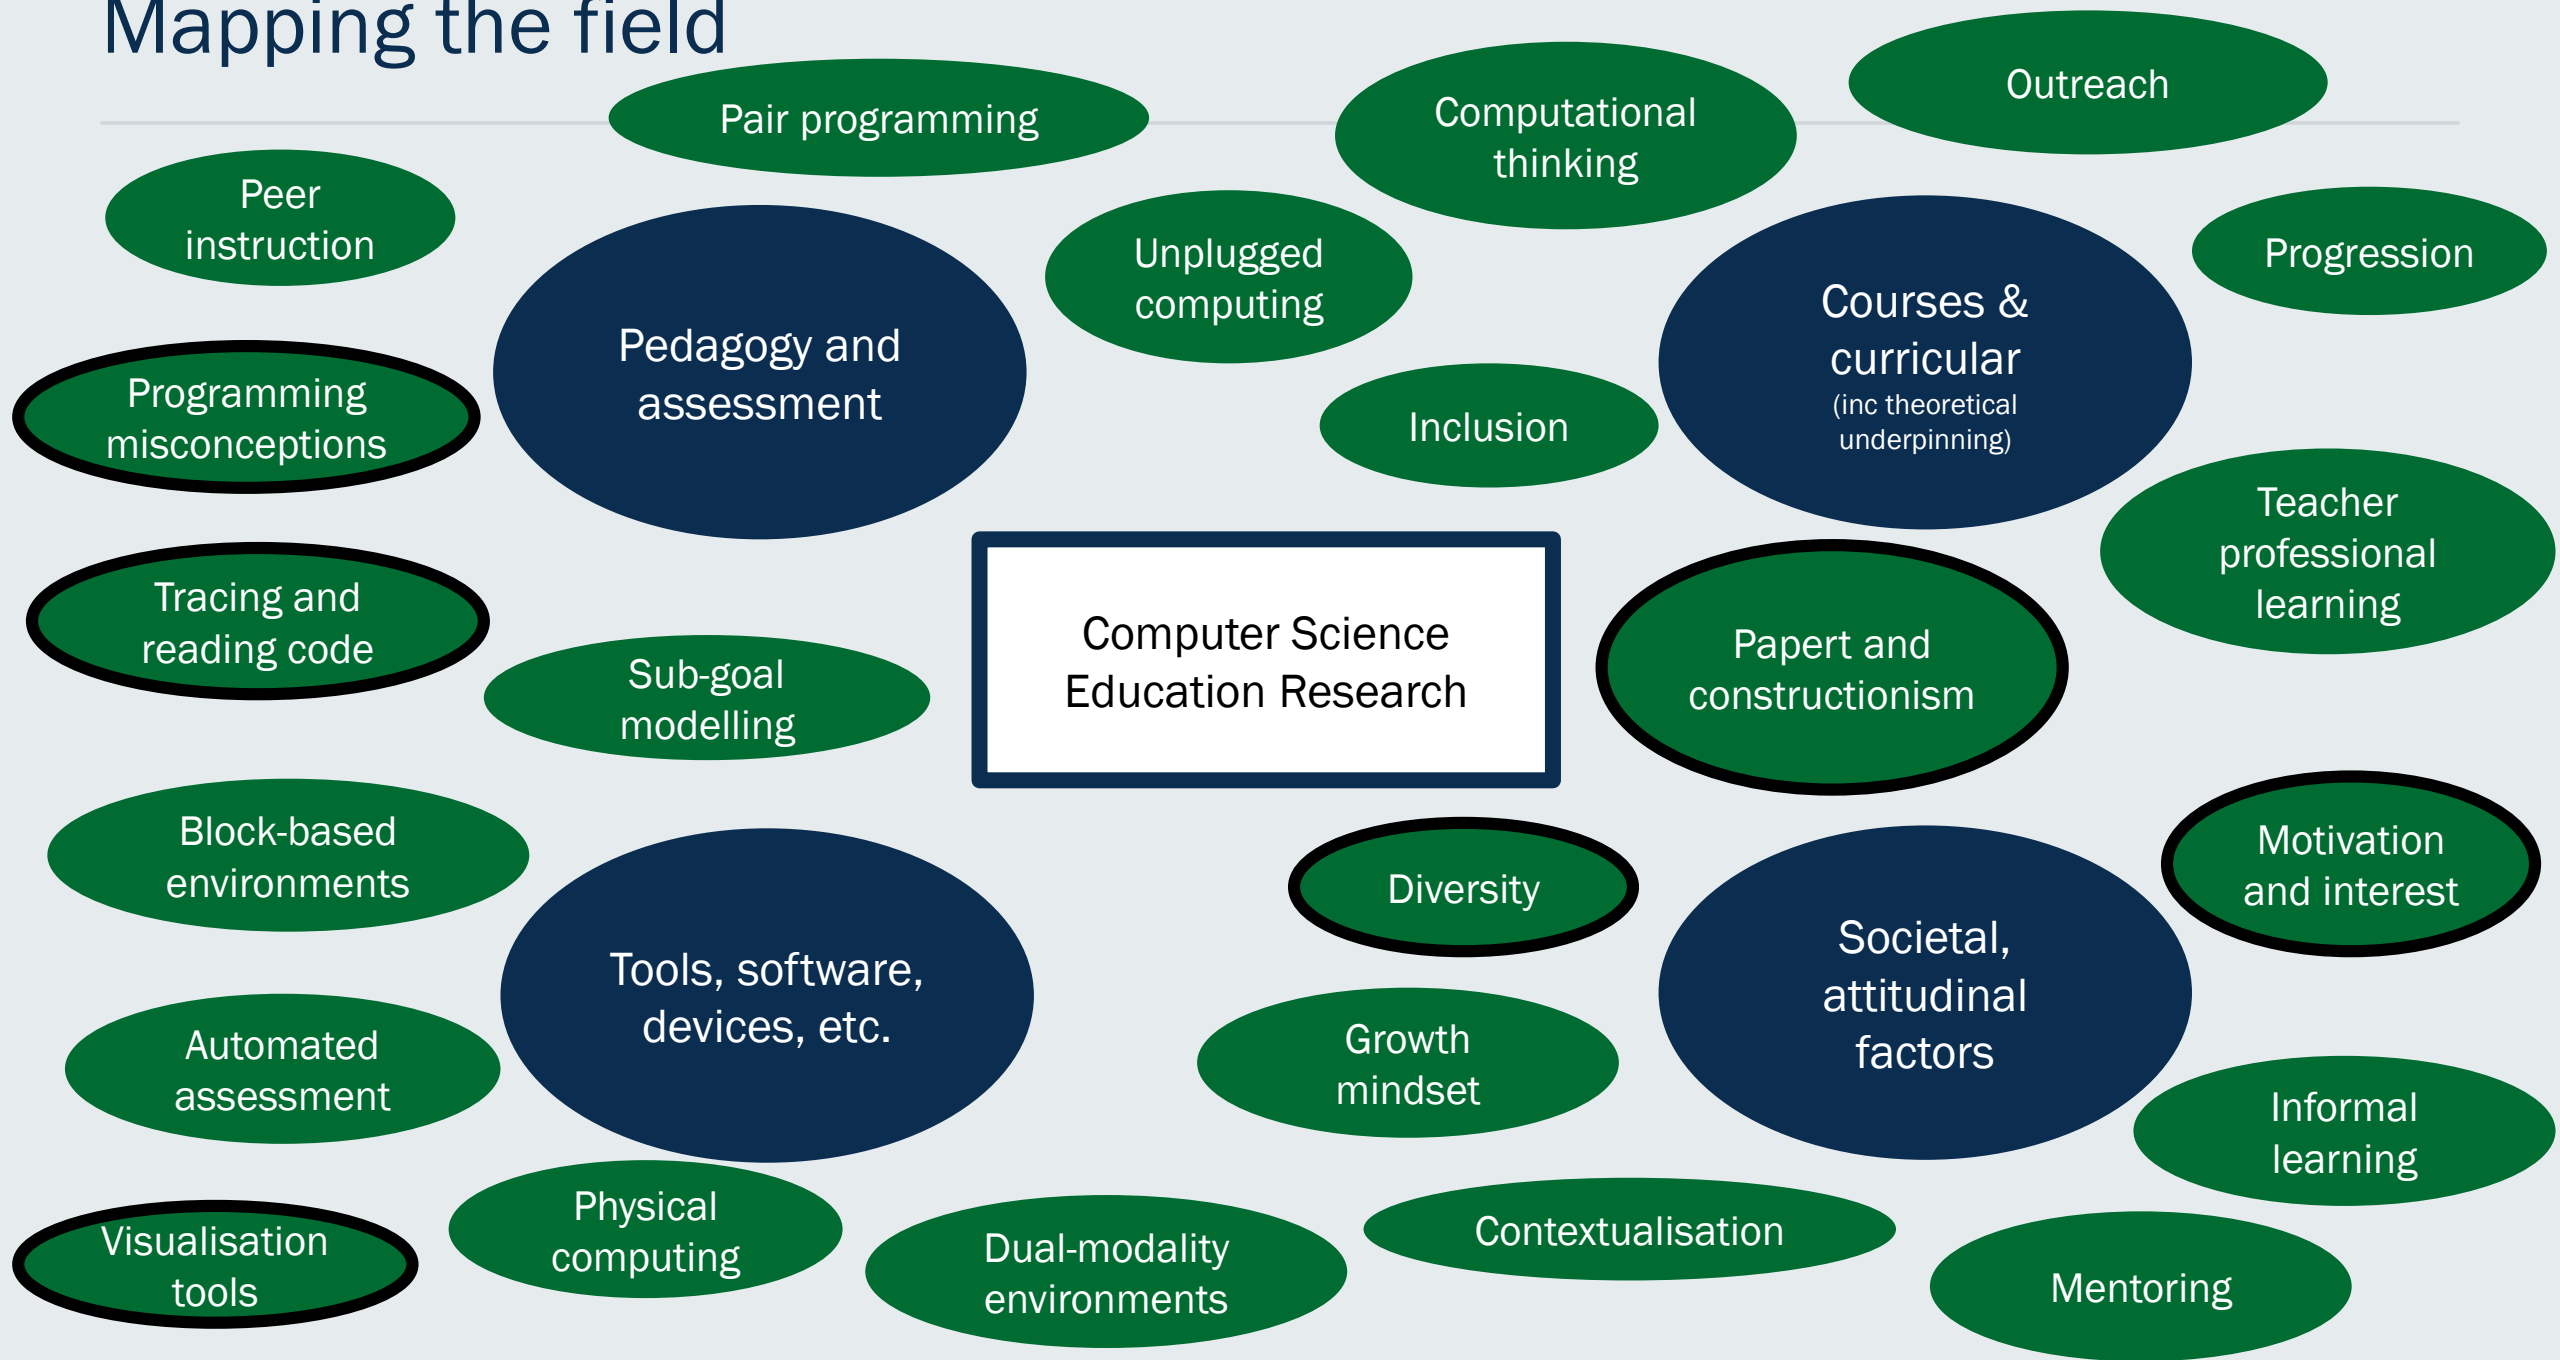 Mapping the field
Pair programming
Computational
thinking
Outreach
Peer
instruction
Unplugged
computing
Progression
Pedagogy and
assessment
Courses &
curricular
(inc theoretical
underpinning)
Programming
misconceptions
Inclusion
Teacher
professional
learning
Tracing and
reading code
Sub-goal
modelling
Computer Science
Education Research
Papert and
constructionism
Block-based
environments
Diversity
Motivation
and interest
Tools, software,
devices, etc.
Societal,
attitudinal
factors
Automated
assessment
Growth
mindset
Informal
learning
Visualisation
tools
Physical
computing
Dual-modality
environments
Contextualisation
Mentoring